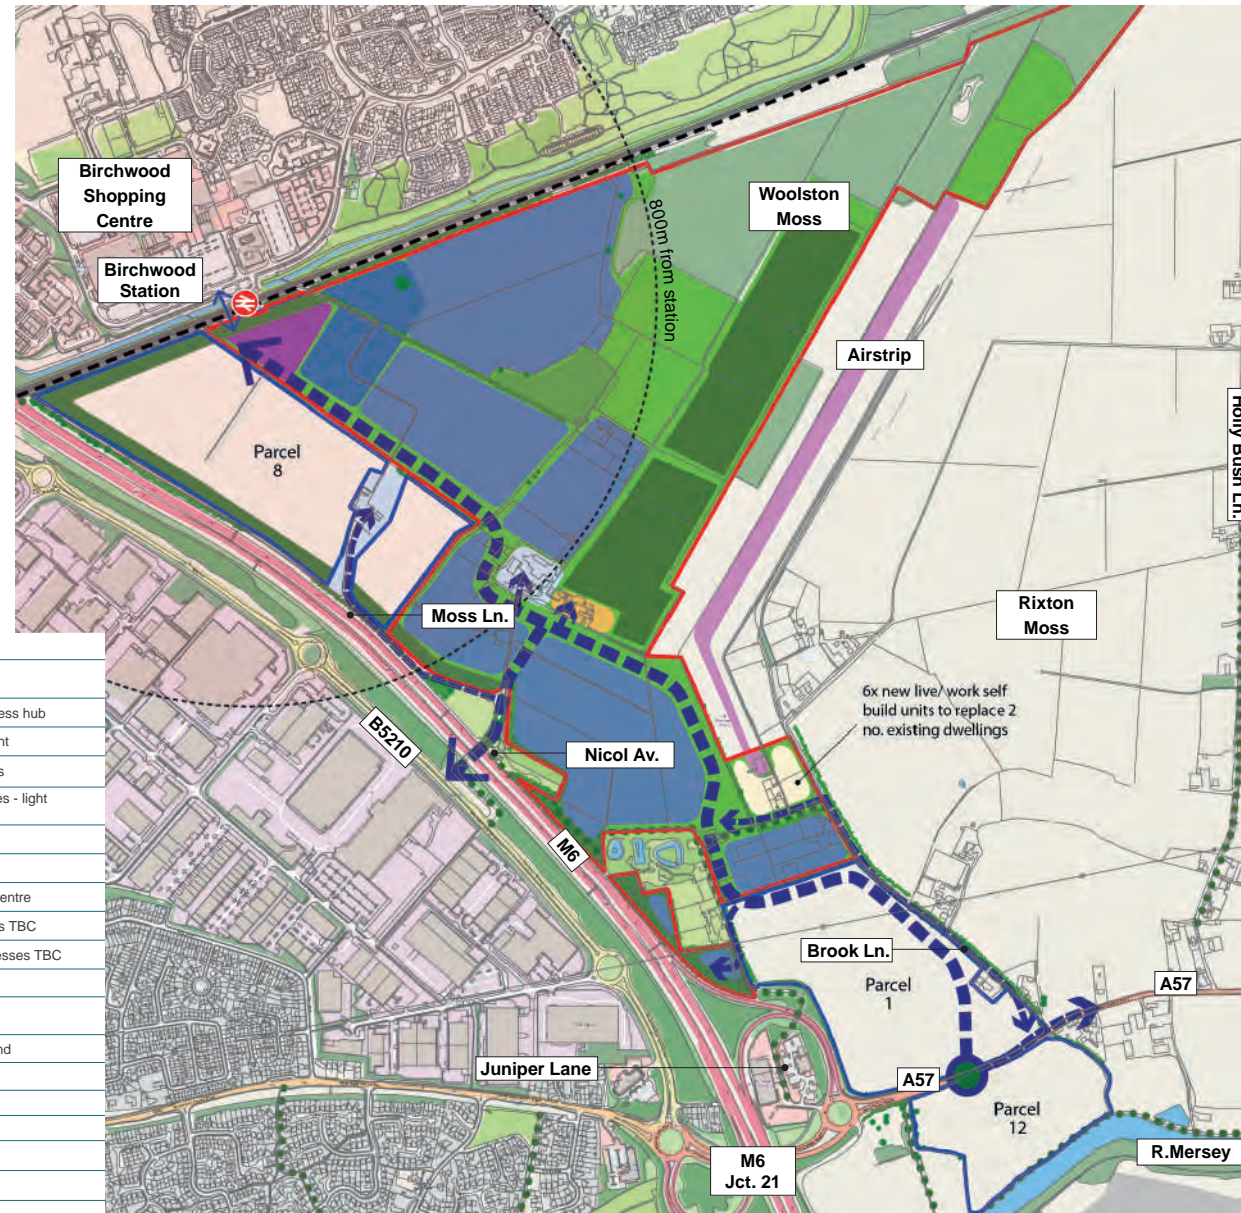 Birchwood
Shopping
Centre
Birchwood
Station
Woolston
Moss
800m from station
Airstrip
Holly Bush Ln.
Parcel
8
Moss Ln.
Rixton
Moss
6x new live/ work self
build units to replace 2
no. existing dwellings
B5210
Nicol Av.
M6
ess hub
nt
s
es - light
entre
s TBC
esses TBC
nd
Brook Ln.
Parcel
1
A57
Juniper Lane
A57
Parcel
12
M6
Jct. 21
R.Mersey